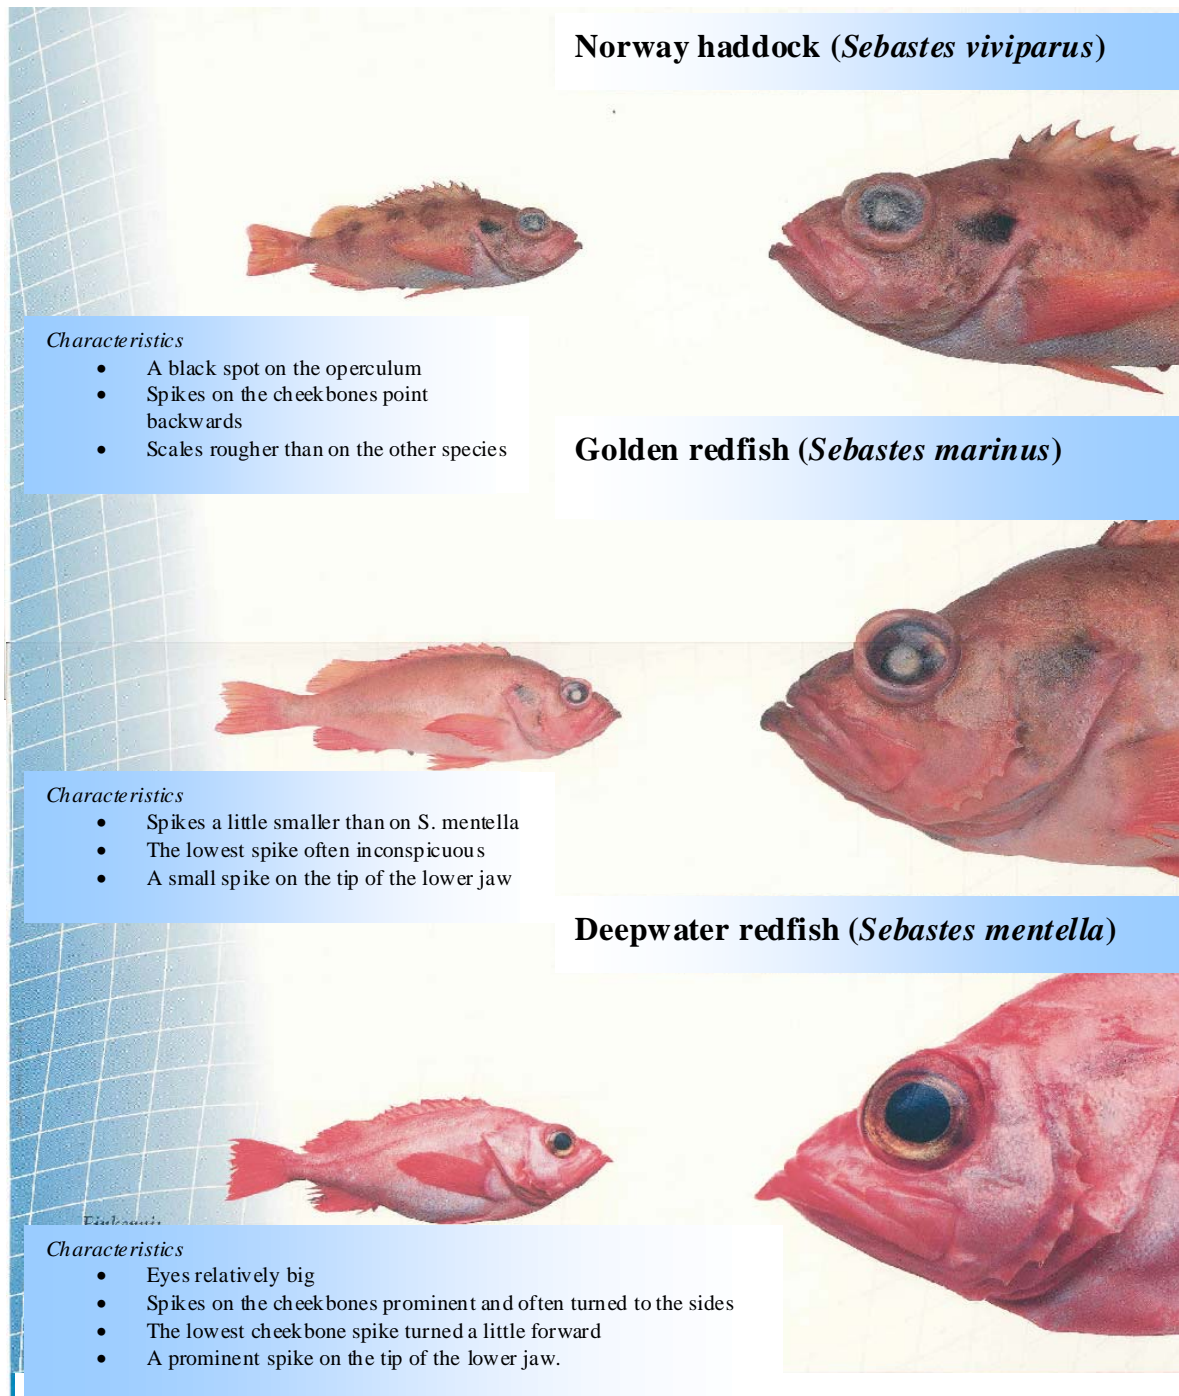 Norway haddock (Sebastes viviparus)
Characteristics
• A black spot on the operculum
• Spikes on the cheekbones point
backwards
• Scales rougher than on the other species
Golden redfish (Sebastes marinus)
Characteristics
• Spikes a little smaller than on S. mentella
• The lowest spike often inconspicuous
• A small spike on the tip of the lower jaw
Deepwater redfish (Sebastes mentella)
Characteristics
• Eyes relatively big
• Spikes on the cheekbones prominent and often turned to the sides
• The lowest cheekbone spike turned a little forward
• A prominent spike on the tip of the lower jaw.